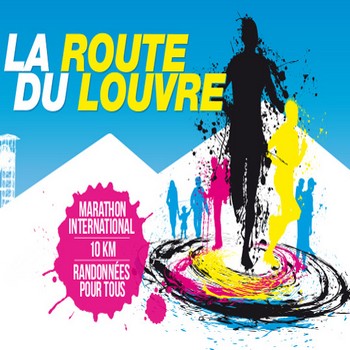 LA ROUTE
DU LOUVRE
MARATHON
INTERNATIONAL
10 KM
RANDONNÉES
POUR TOUS